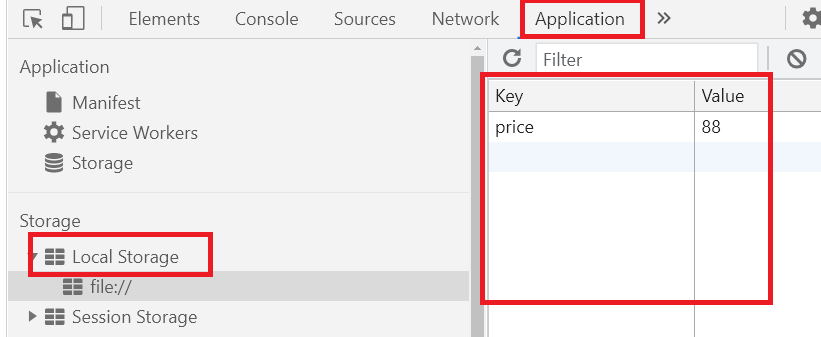 Elements Console Sources Network Application »
Application
Manifest
Service Workers
Storage
Storage
Local Storage
file://
Session Storage
Filter
Key Value
price 88